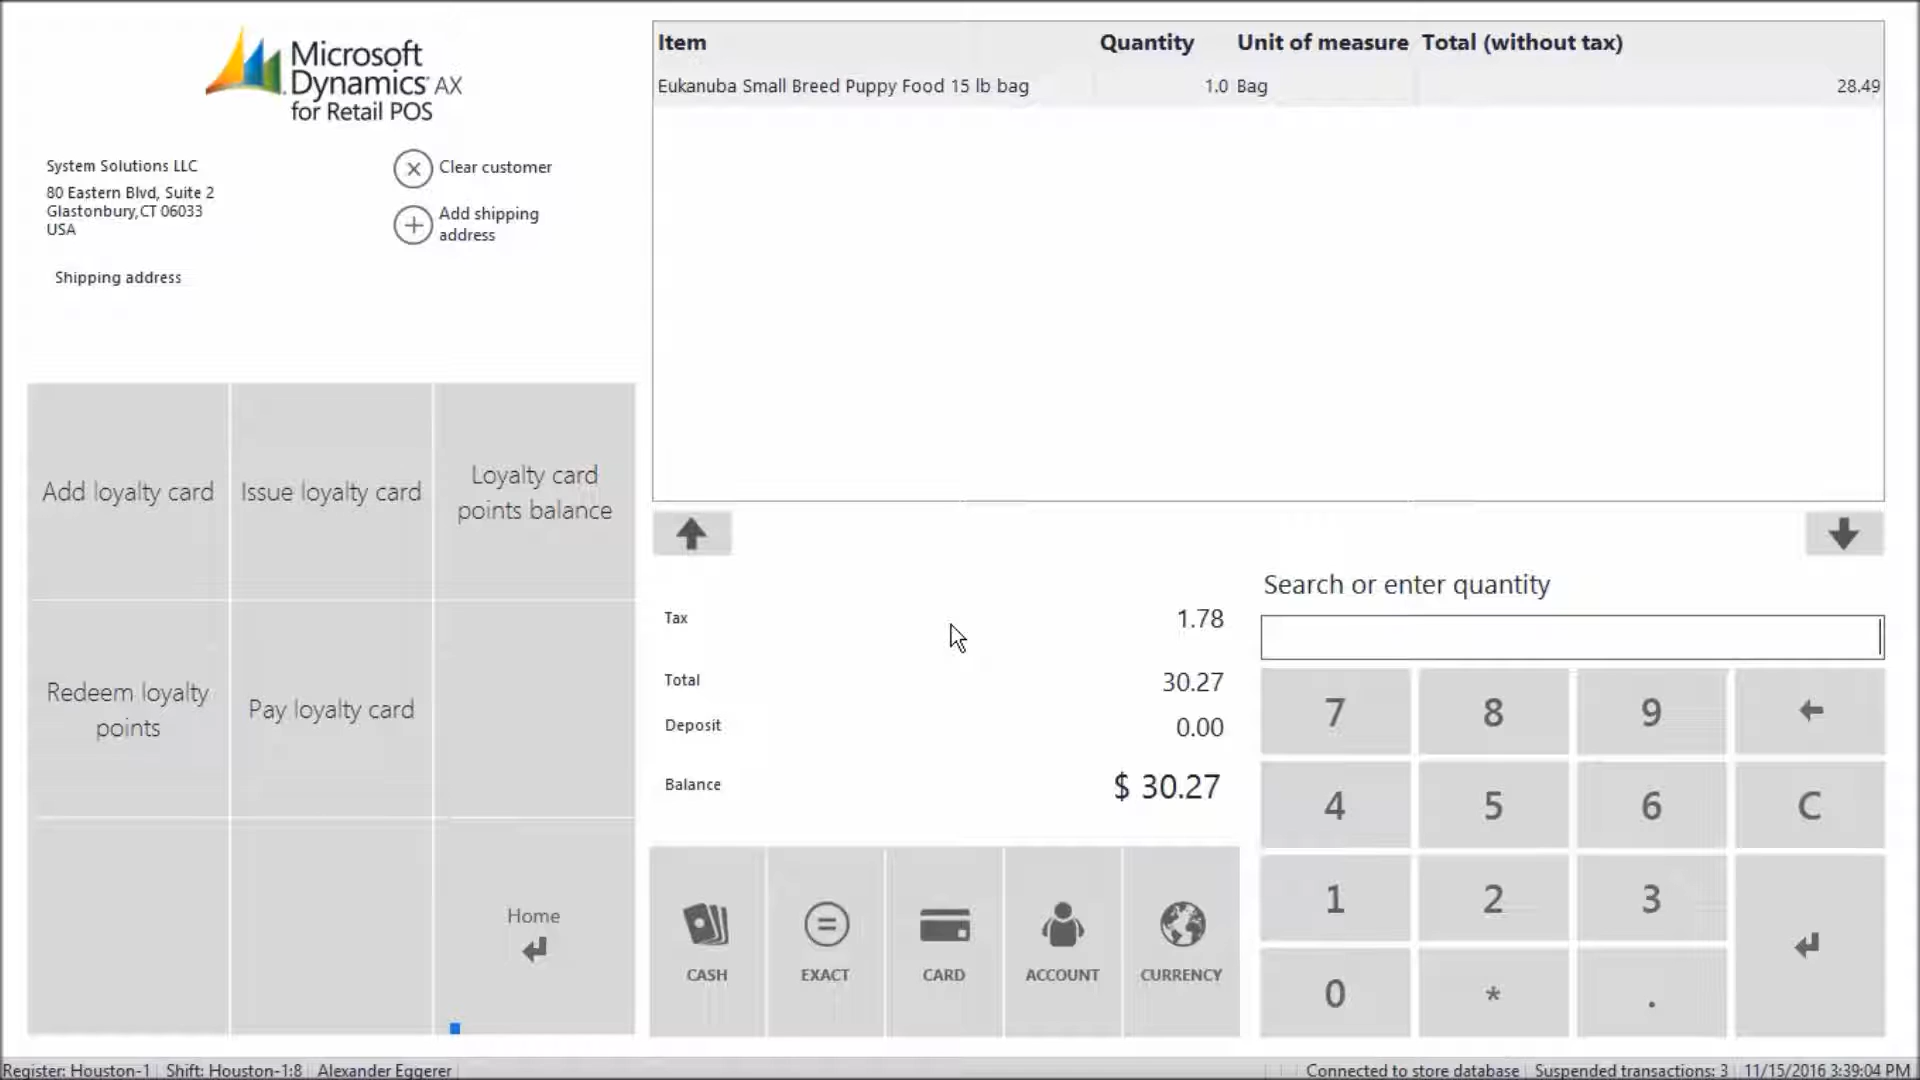 Microsoft
Dynamics AX
for Retail POS
System Solutions LLC
80 Eastern Blvd, Suite 2
Glastonbury,CT 06033
USA
Shipping address
Clear customer
Add shipping
address
Item Quantity Unit of measure Total (without tax)
Eukanuba Small Breed Puppy Food 15 lb bag 1.0 Bag 28.49
Add loyalty card
Issue loyalty card
Loyalty card
points balance
Redeem loyalty
points
Pay loyalty card
Home
Tax 1.78
Total 30.27
Deposit 0.00
Balance $ 30.27
CASH
EXACT
CARD
ACCOUNT
CURRENCY
Search or enter quantity
7 8 9
4 5 6 C
1 2 3
0 * .
Register: Houston-1 Shift: Houston-1:8 Alexander Eggerer Connected to store database Suspended transactions: 3 11/15/2016 3:39:04 PM